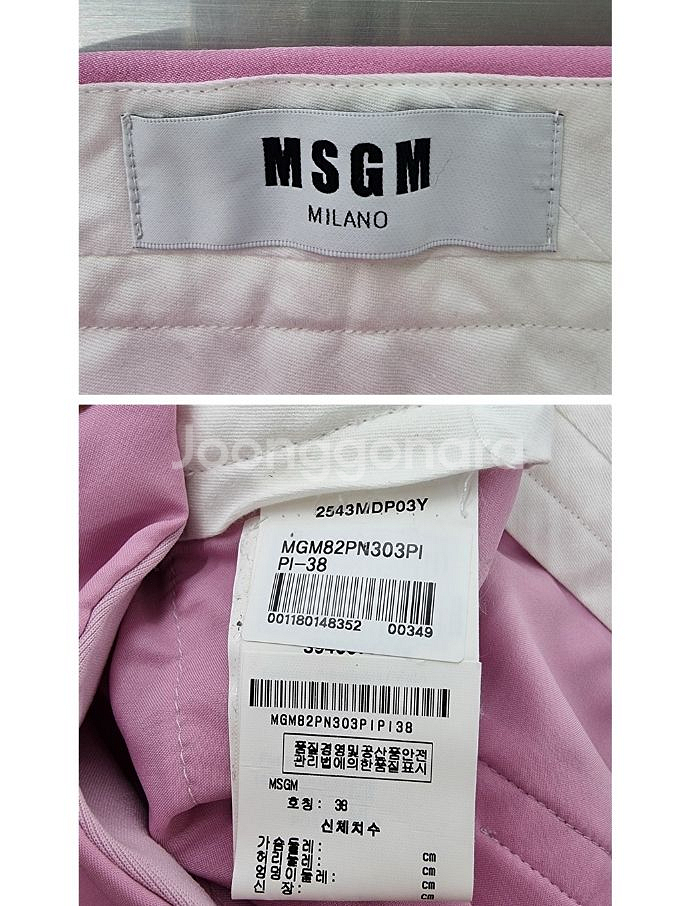 MSGM
MILANO
Joonggonara
2543MDP03Y
MGM82PN303PI
PI-38
001180148352 00349
MGM82PN303PIPI38
품질경영및공산품안전
관리법에의한품질표시
MSGM
호칭: 38
신체치수
가슴둘레: cm
허리둘레: cm
엉덩이둘레: cm
신장: cm